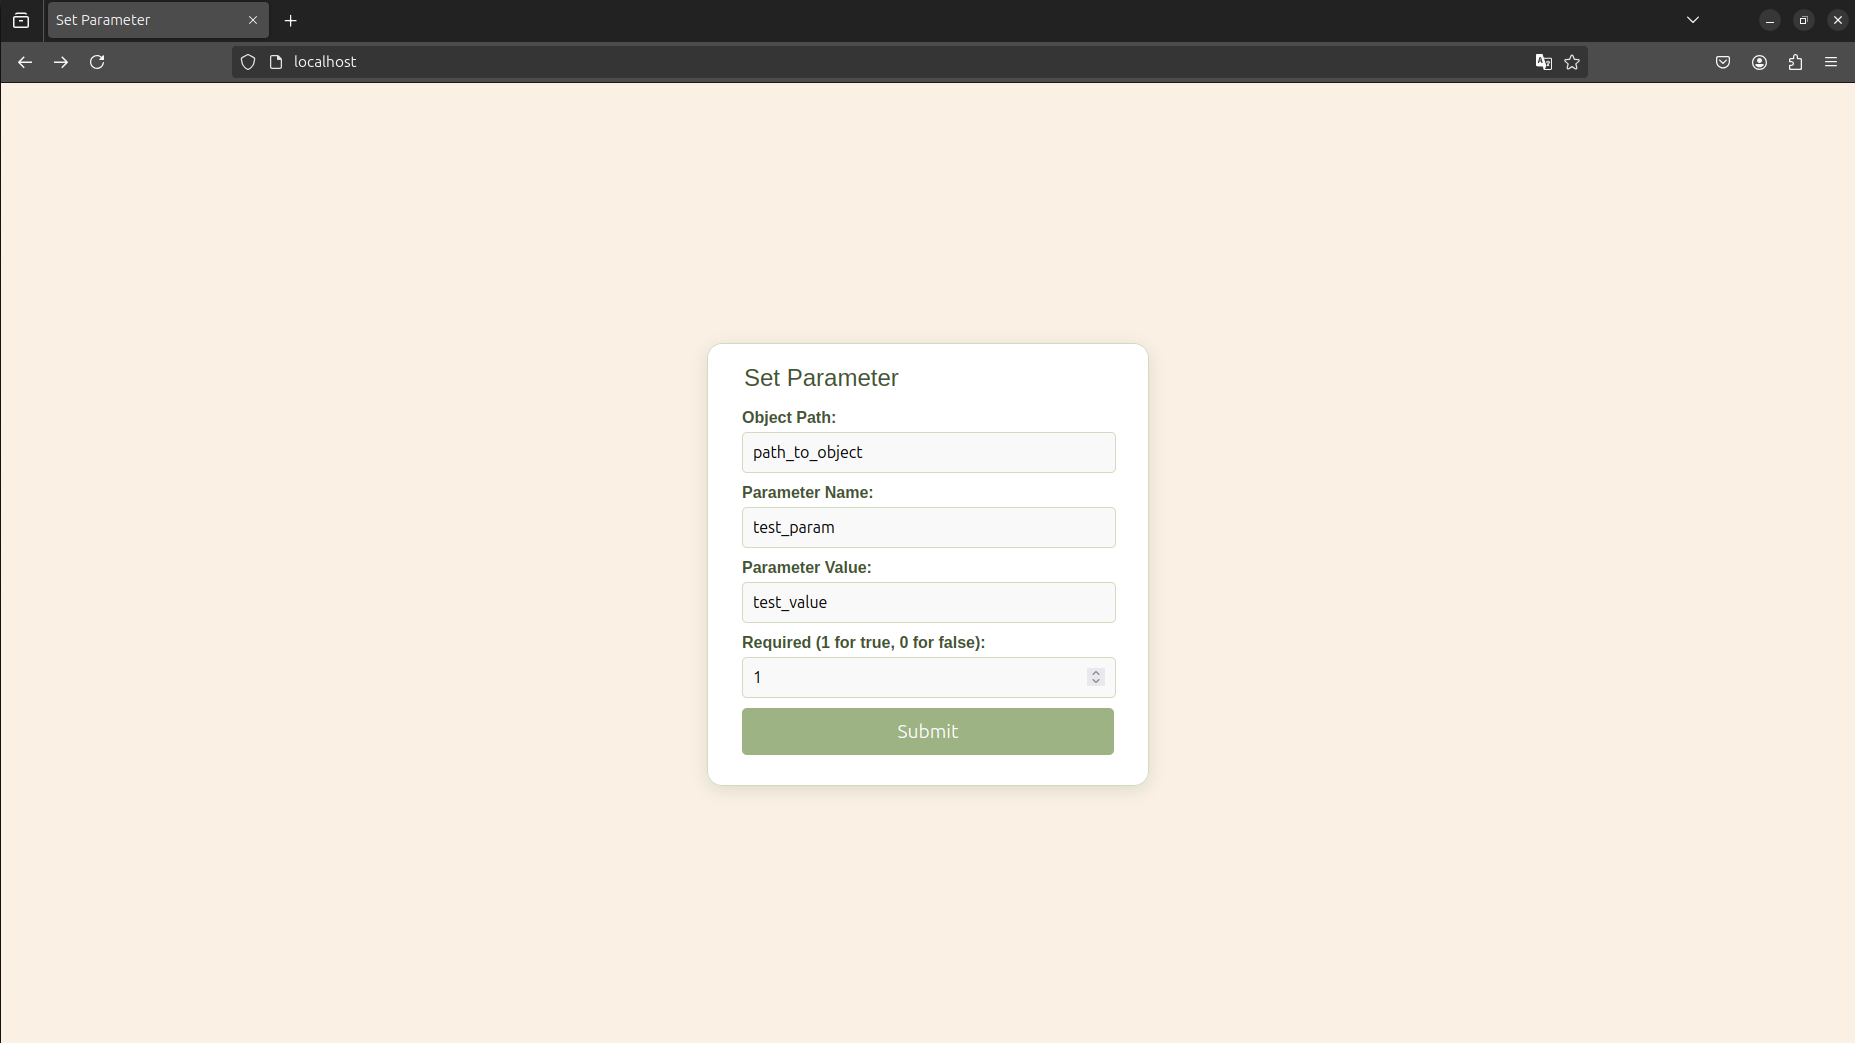 Set Parameter
localhost
Set Parameter
Object Path:
path_to_object
Parameter Name:
test_param
Parameter Value:
test_value
Required (1 for true, 0 for false):
1
Submit